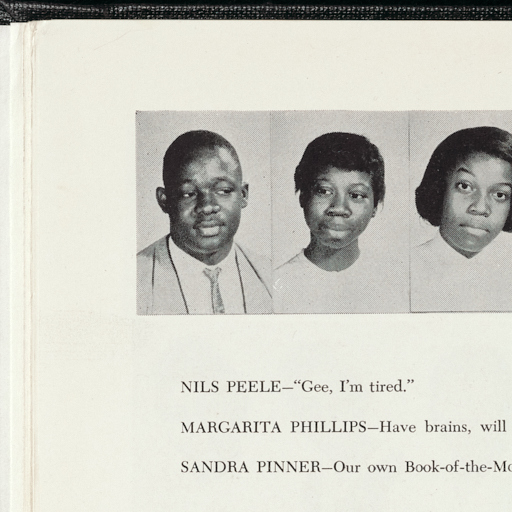 NILS PEELE—“Gee, I’m tired.”
MARGARITA PHILLIPS—Have brains, will
SANDRA PINNER—Our own Book-of-the-Mo